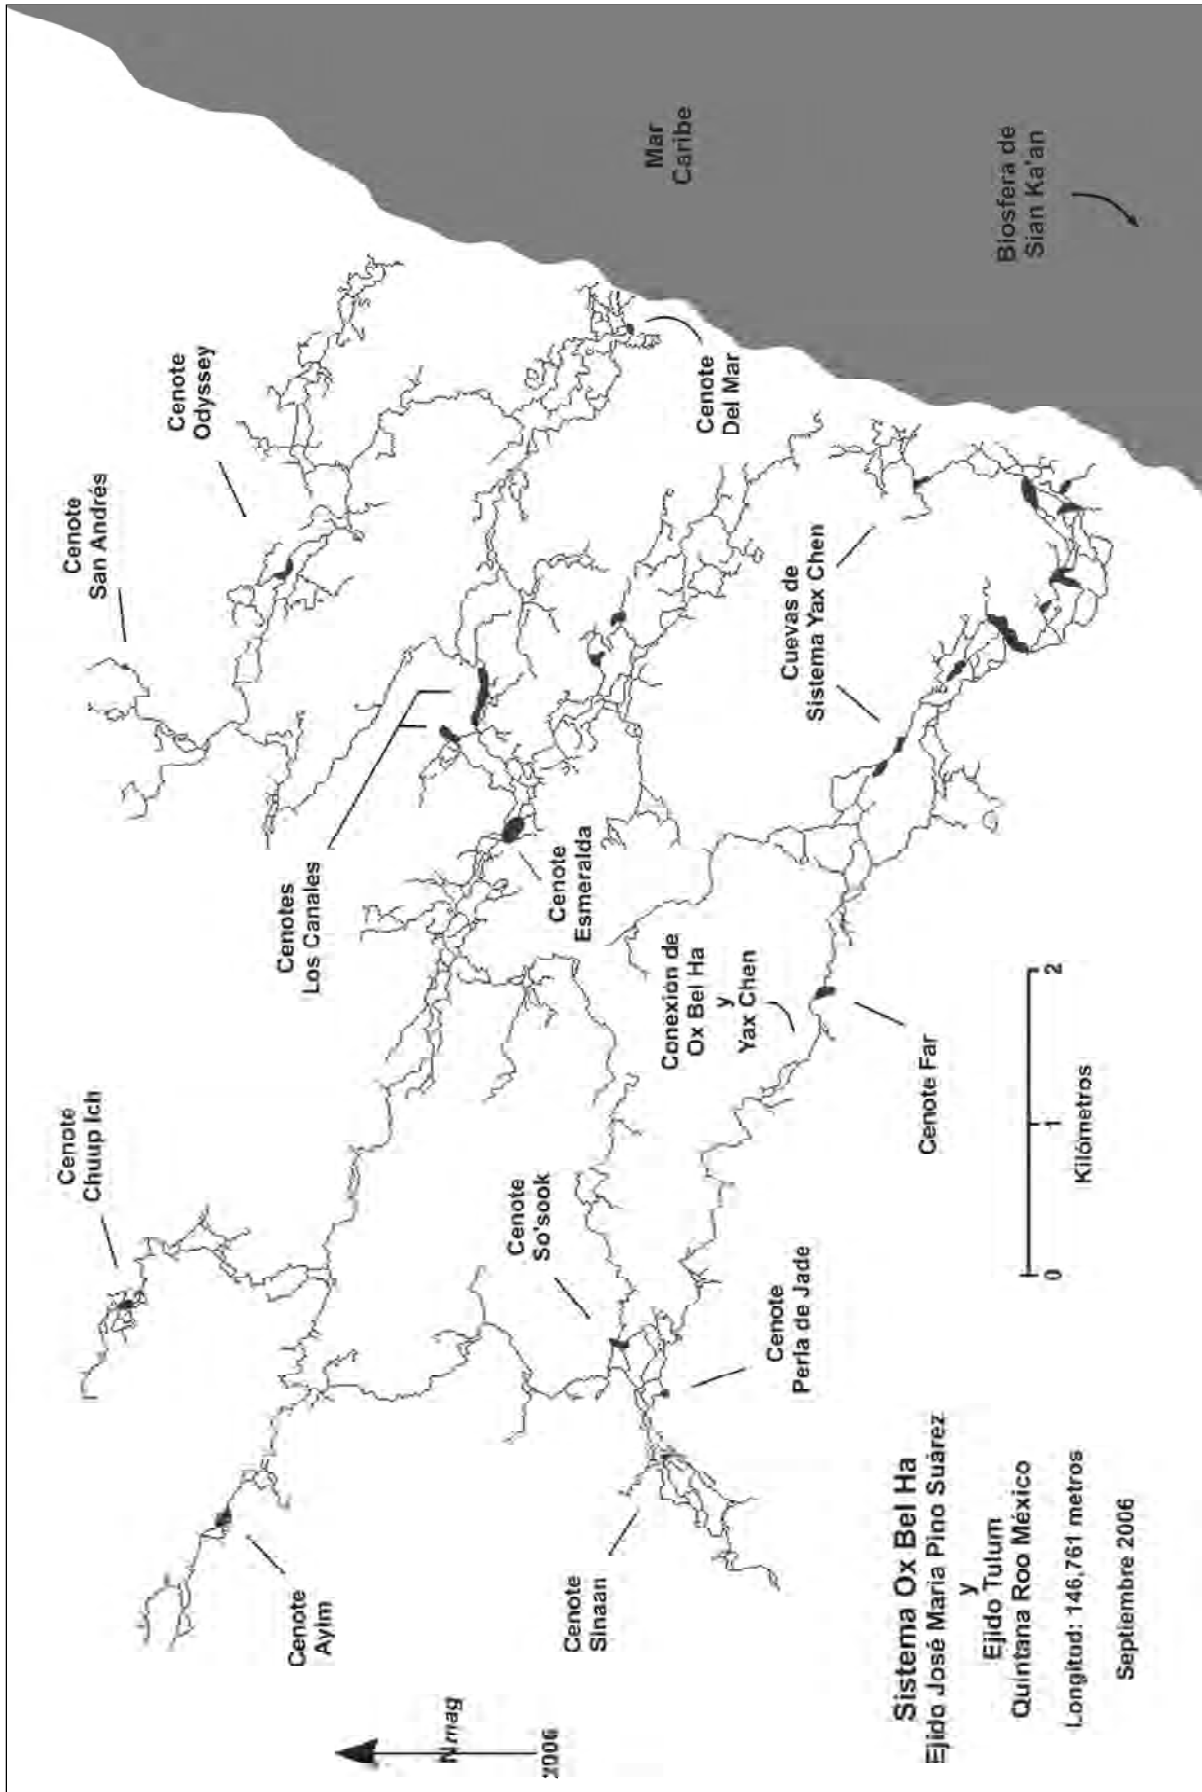 Cenote
San Andrés
Cenote
Odyssey
Mar
Caribe
Biosfera de
Sian Ka'an
Cenote
Del Mar
Cuevas de
Sistema Yax Chen
Cenotes
Los Canales
Cenote
Esmeralda
Conexión de
Ox Bel Ha
y
Yax Chen
Cenote Far
Cenote
Chuup Ich
Cenote
So'sook
Cenote
Perla de Jade
Cenote
Ayim
Cenote
Sinaan
0
1
2
Kilómetros
Nmag
2006
Sistema Ox Bel Ha
Ejido José Maria Pino Suárez
y
Ejido Tulum
Quintana Roo México
Longitud: 146,761 metros
Septiembre 2006